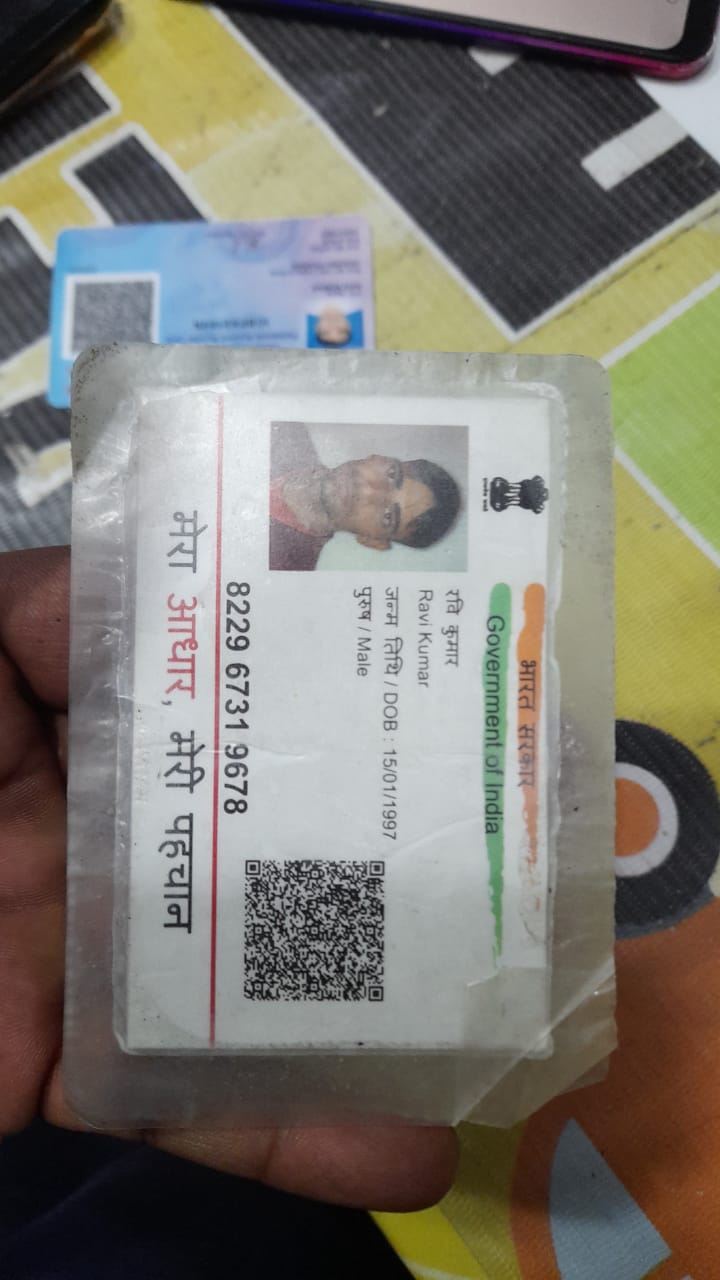 भारत सरकार
Government of India
रवि कुमार
Ravi Kumar
जन्म तिथि / DOB : 15/01/1997
पुरुष / Male
8229 6731 9678
मेरा आधार, मेरी पहचान